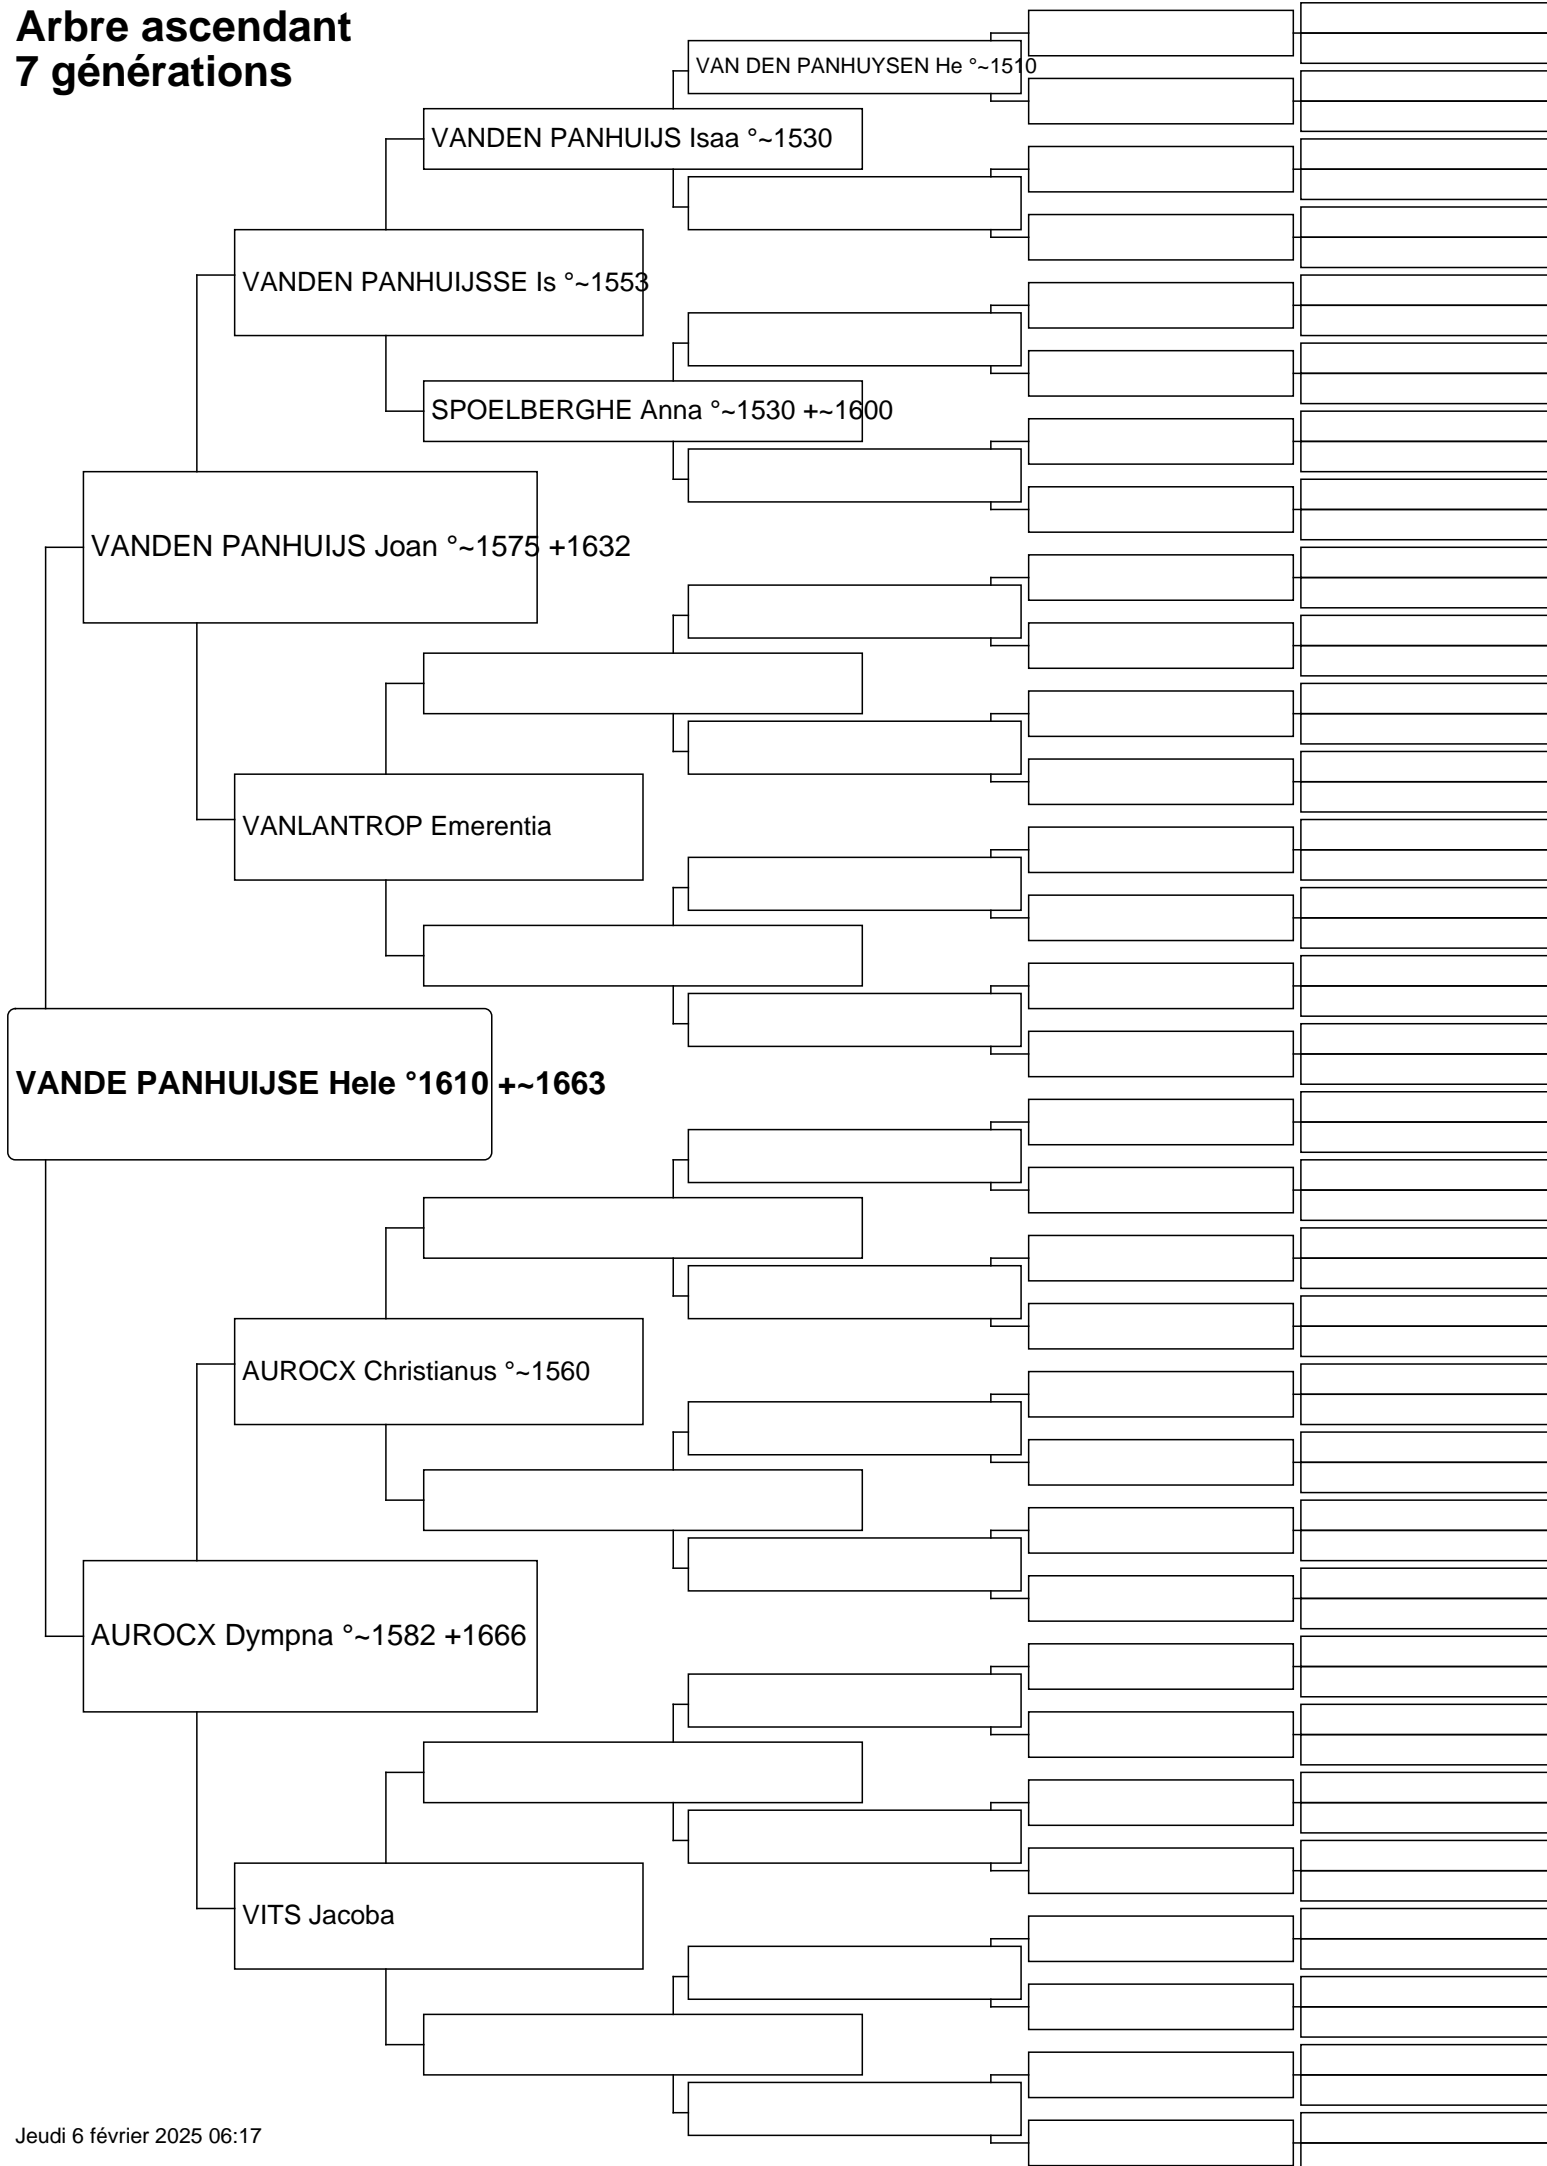 Arbre ascendant
7 générations
VAN DEN PANHUYSEN He °~1510
VANDEN PANHUIJS Isaa °~1530
VANDEN PANHUIJSSE Is °~1553
SPOELBERGHE Anna °~1530 +~1600
VANDEN PANHUIJS Joan °~1575 +1632
VANLANTROP Emerentia
VANDE PANHUIJSE Hele °1610 +~1663
AUROCX Christianus °~1560
AUROCX Dympna °~1582 +1666
VITS Jacoba
Jeudi 6 février 2025 06:17